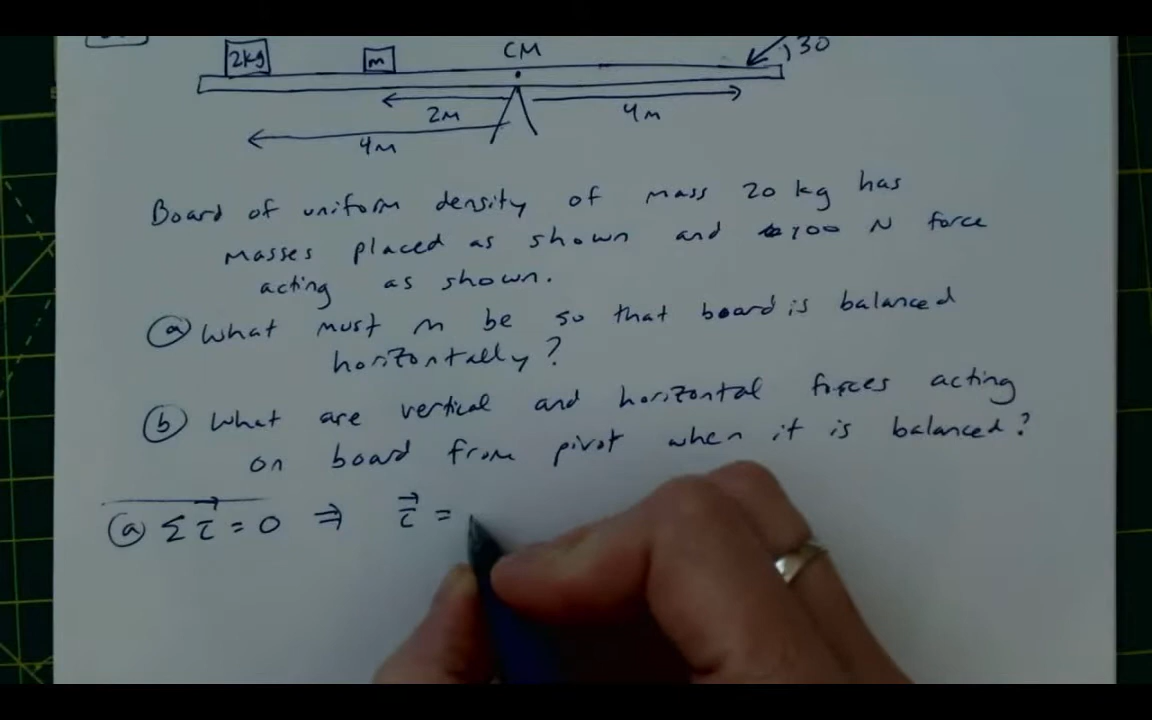 2kg m CM 30
2m 4m
4m
Board of uniform density of mass 20 kg has
masses placed as shown and 100 N force
acting as shown.
(a) What must m be so that board is balanced
horizontally?
(b) What are vertical and horizontal forces acting
on board from pivot when it is balanced?
(a) Σ τ⃗ = 0 ⇒ τ⃗ =